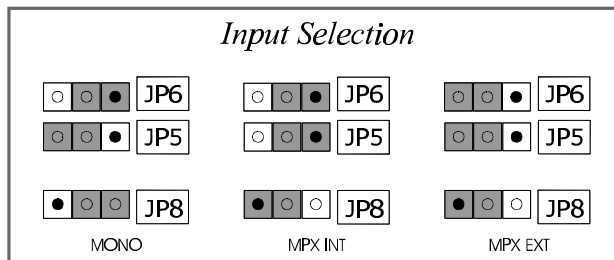 Input Selection
JP6 JP6 JP6
JP5 JP5 JP5
JP8 JP8 JP8
MONO MPX INT MPX EXT